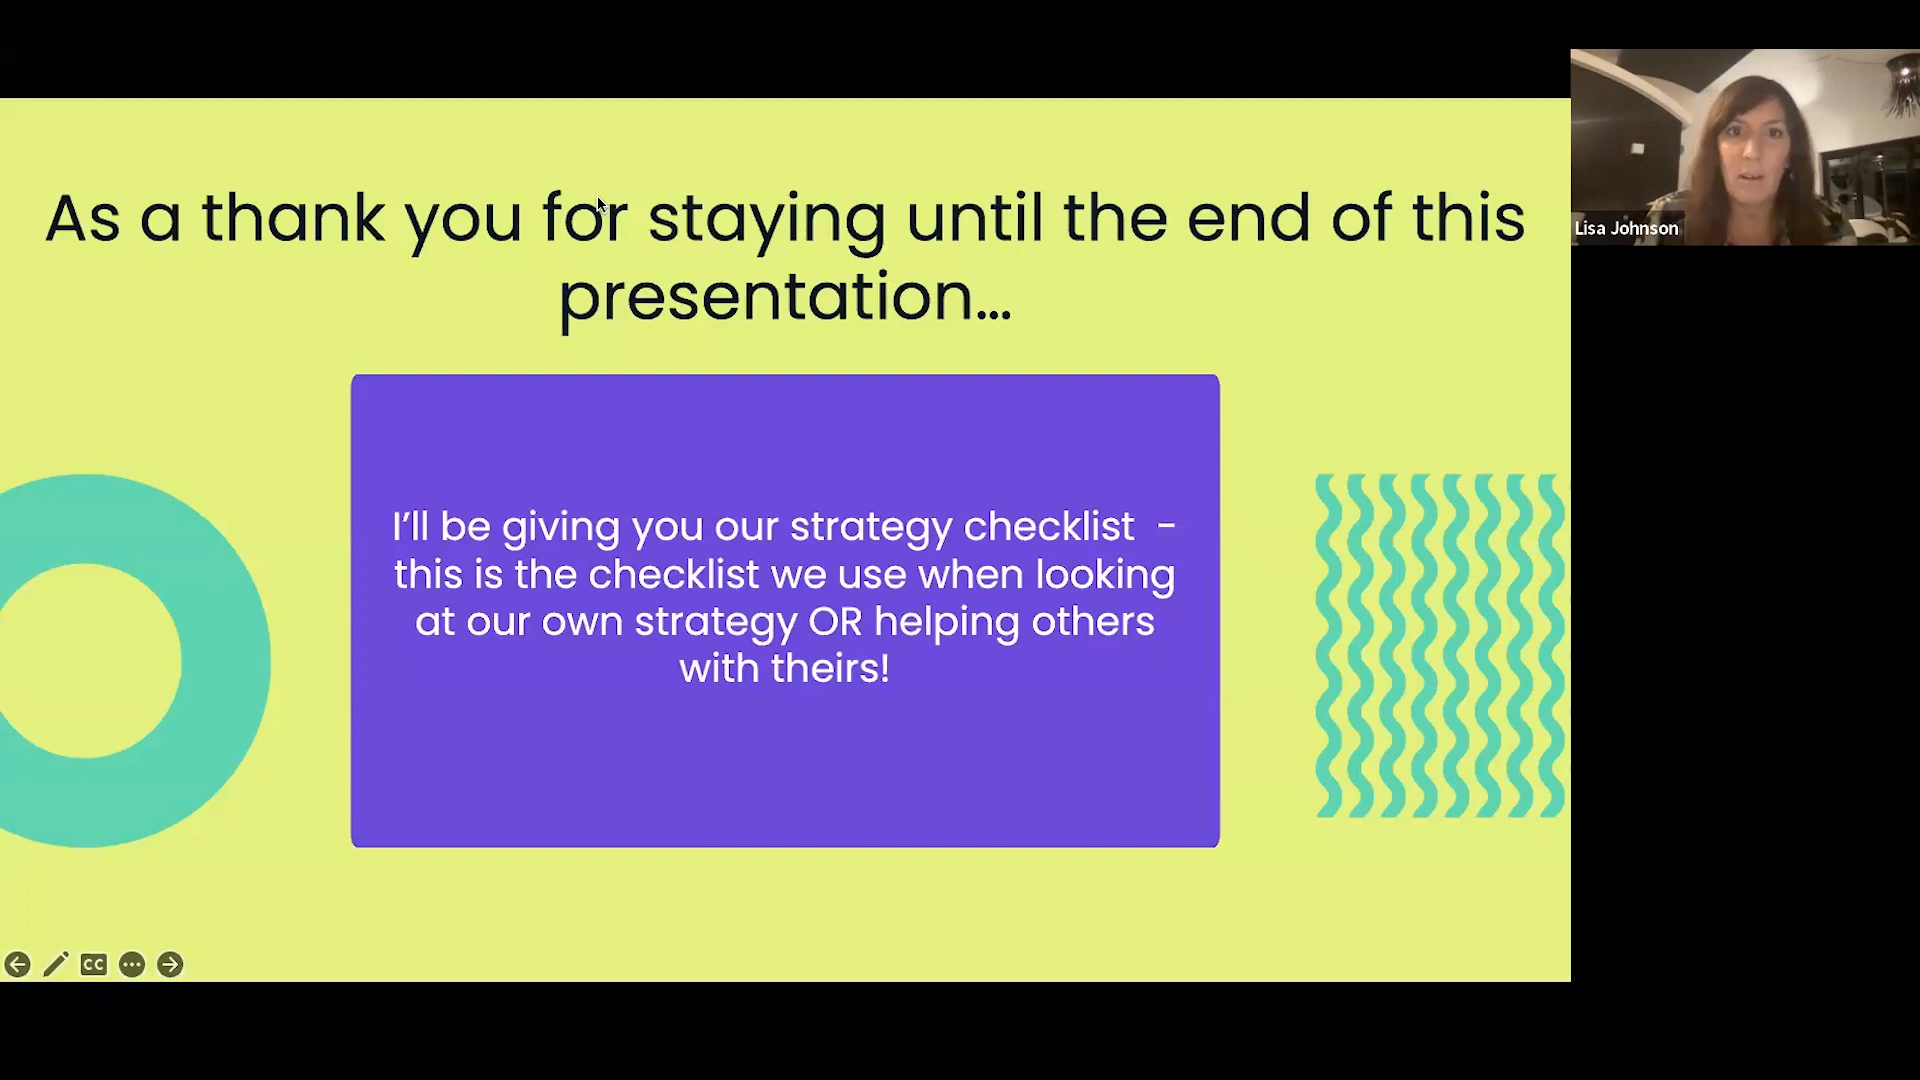 As a thank you for staying until the end of this
presentation...
Lisa Johnson
I'll be giving you our strategy checklist -
this is the checklist we use when looking
at our own strategy OR helping others
with theirs!
CC